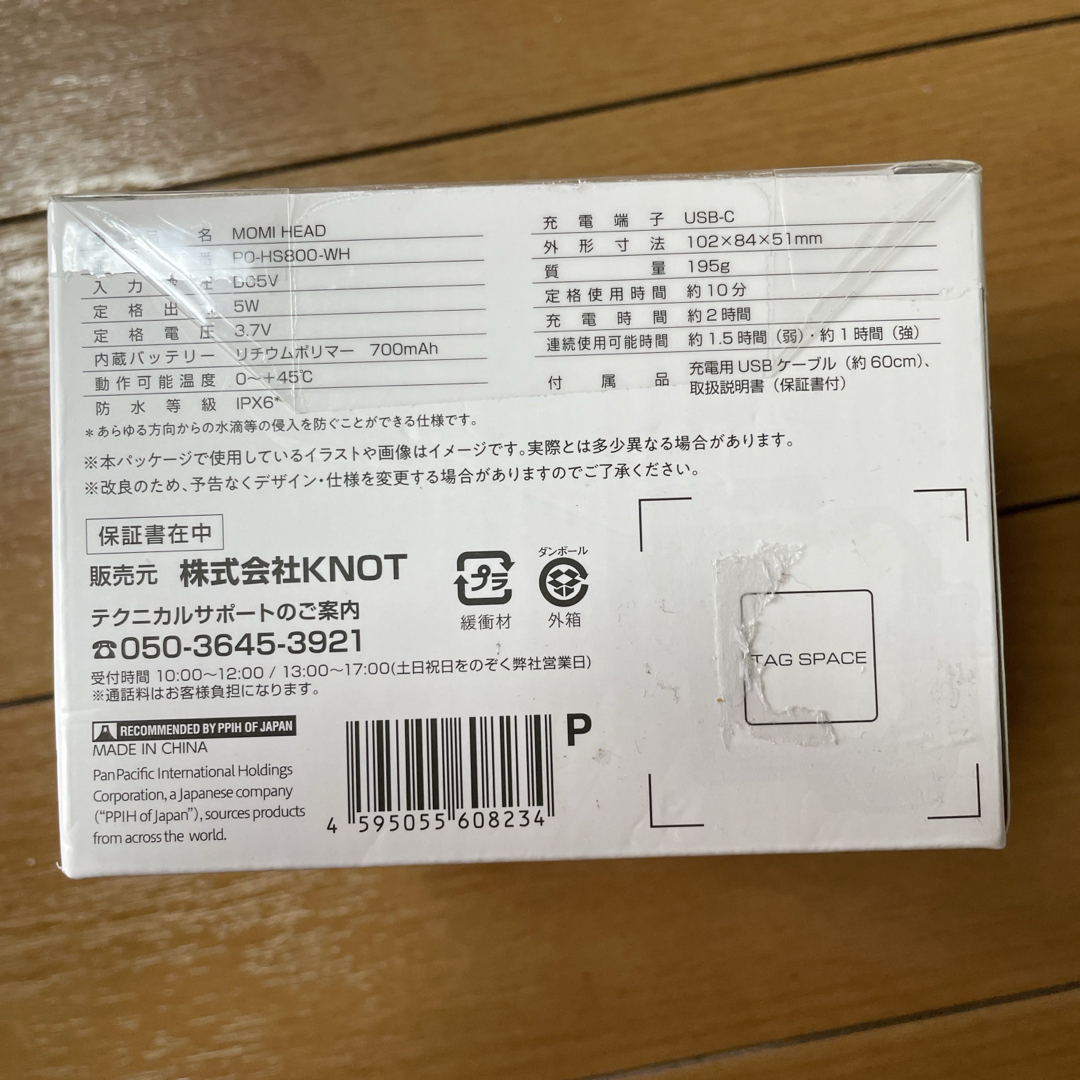 名 MOMI HEAD
番 PO-HS800-WH
入力 圧 DC5V
定格出 5W
定格電圧 3.7V
内蔵バッテリー リチウムポリマー 700mAh
動作可能温度 0〜+45℃
防水等級 IPX6*
*あらゆる方向からの水滴等の侵入を防ぐことができる仕様です。
充電端子 USB-C
外形寸法 102×84×51mm
質量 195g
定格使用時間 約10分
充電時間 約2時間
連続使用可能時間 約1.5時間(弱)・約1時間(強)
付属品 充電用USBケーブル(約60cm)、
取扱説明書(保証書付)
※本パッケージで使用しているイラストや画像はイメージです。実際とは多少異なる場合があります。
※改良のため、予告なくデザイン・仕様を変更する場合がありますのでご了承ください。
保証書在中
販売元 株式会社KNOT
テクニカルサポートのご案内
☎050-3645-3921
受付時間 10:00〜12:00 / 13:00〜17:00(土日祝日をのぞく弊社営業日)
※通話料はお客様負担になります。
プラ
緩衝材
ダンボール
外箱
TAG SPACE
RECOMMENDED BY PPIH OF JAPAN
MADE IN CHINA
Pan Pacific International Holdings
Corporation, a Japanese company
("PPIH of Japan"), sources products
from across the world.
4 595055 608234
P